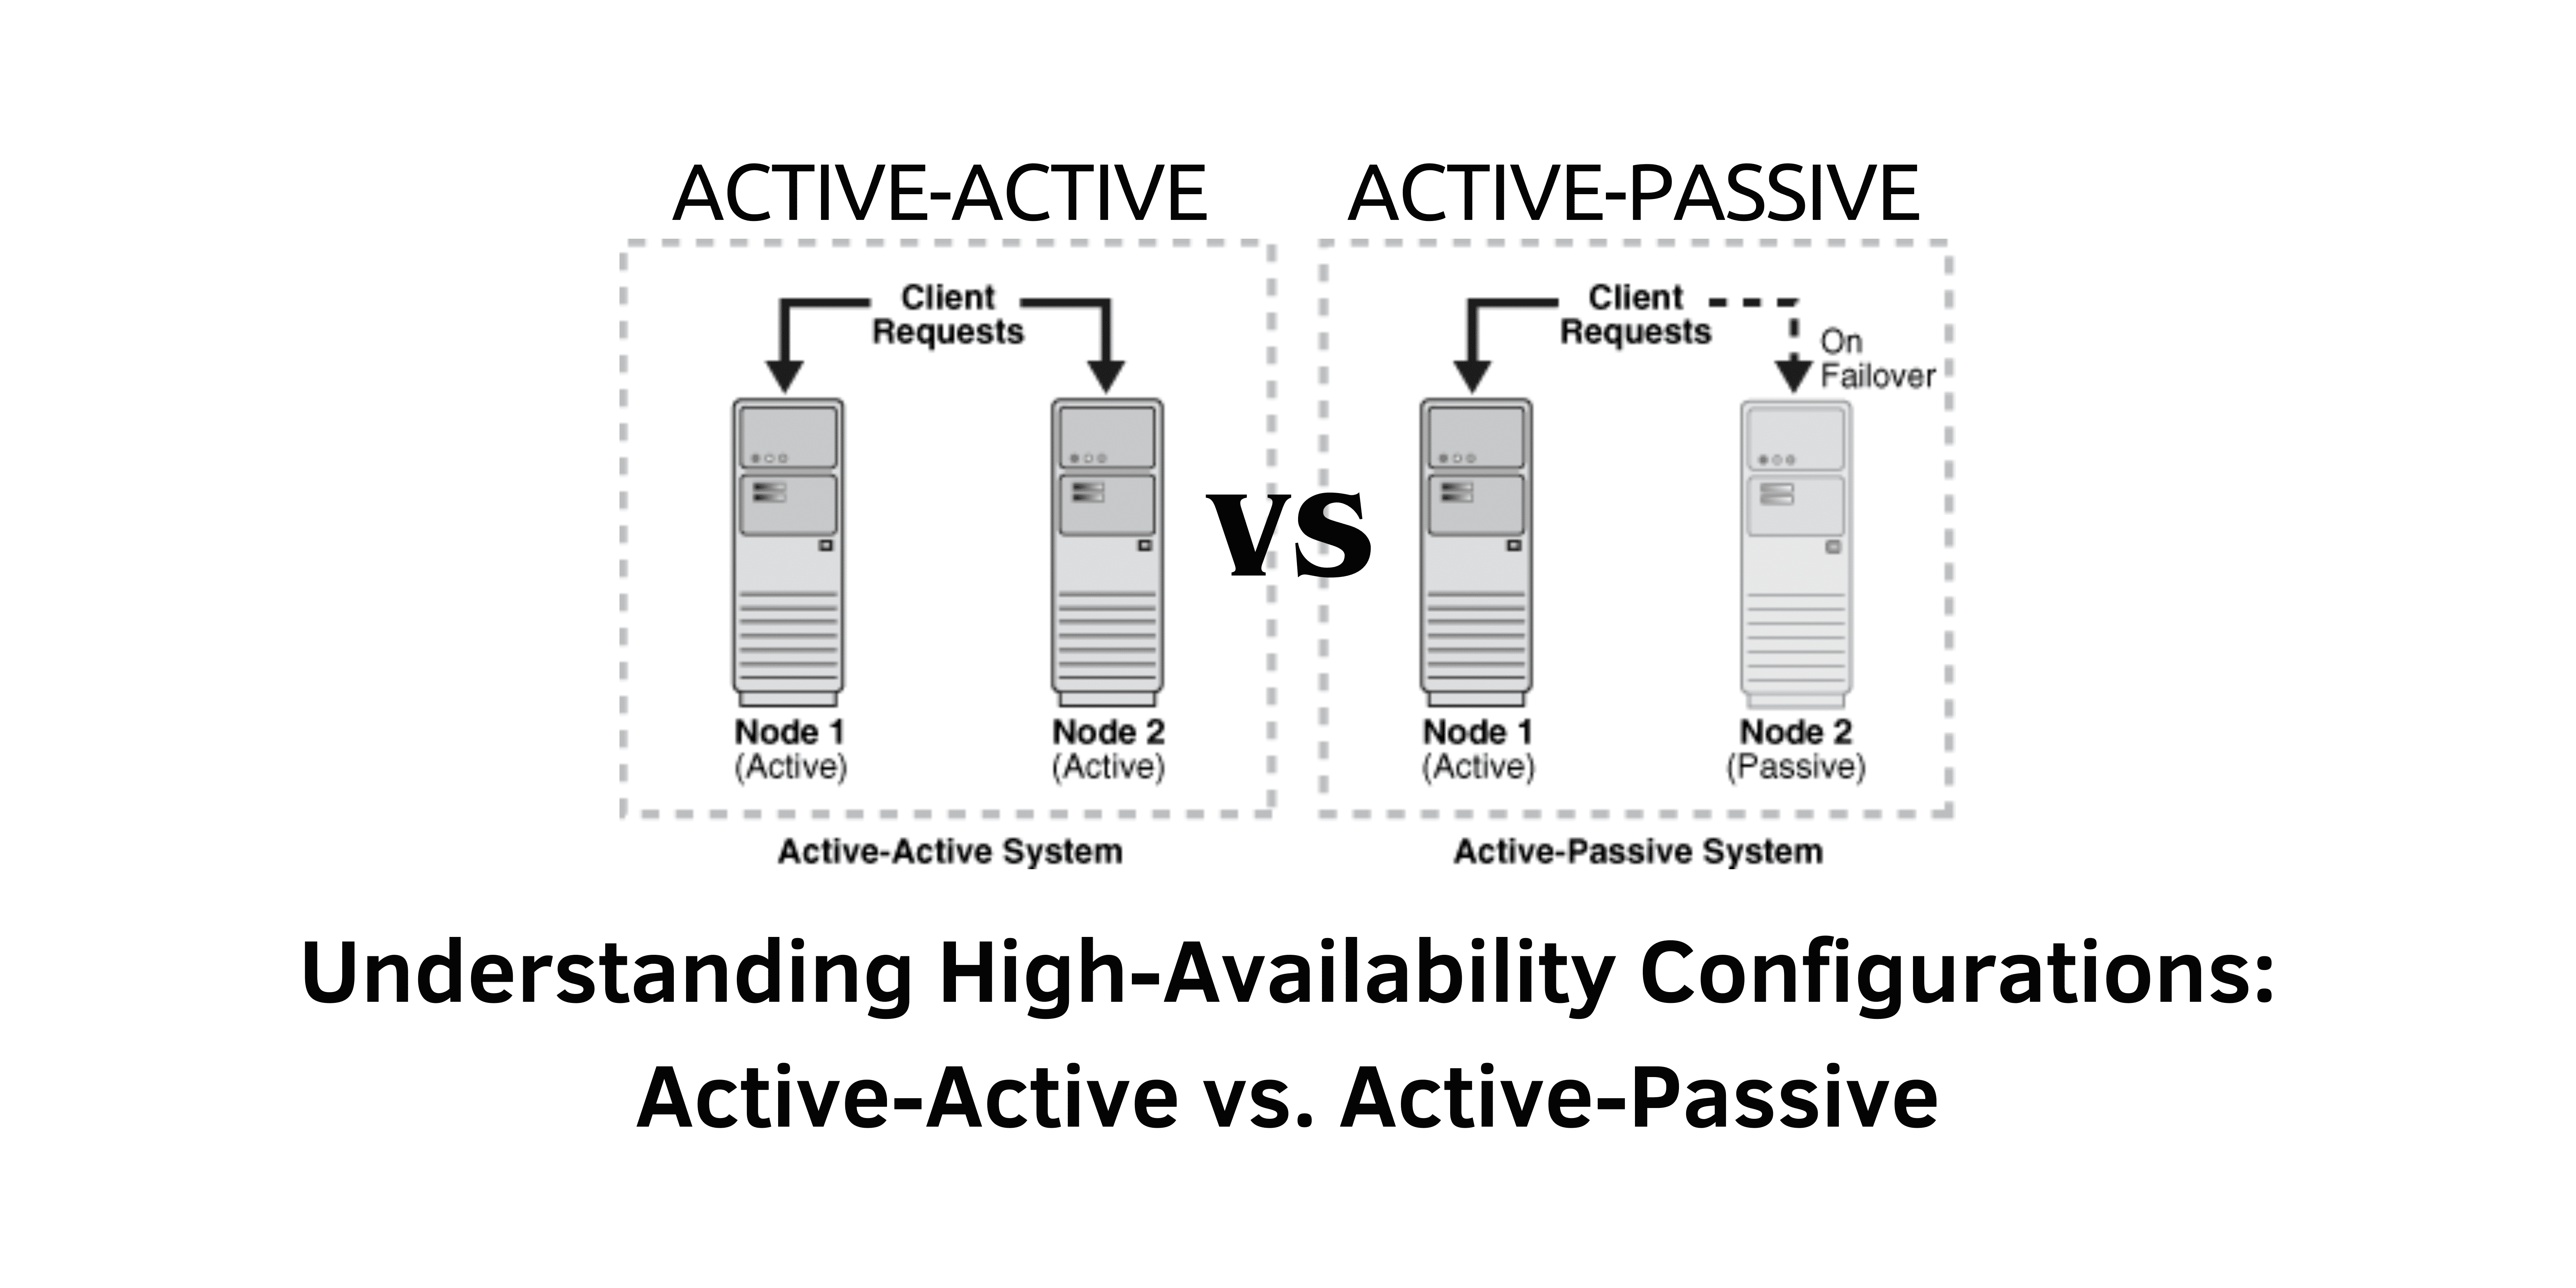 ACTIVE-ACTIVE
Client
Requests
Node 1
(Active)
Node 2
(Active)
Active-Active System
vs
ACTIVE-PASSIVE
Client
Requests
On
Failover
Node 1
(Active)
Node 2
(Passive)
Active-Passive System
Understanding High-Availability Configurations:
Active-Active vs. Active-Passive